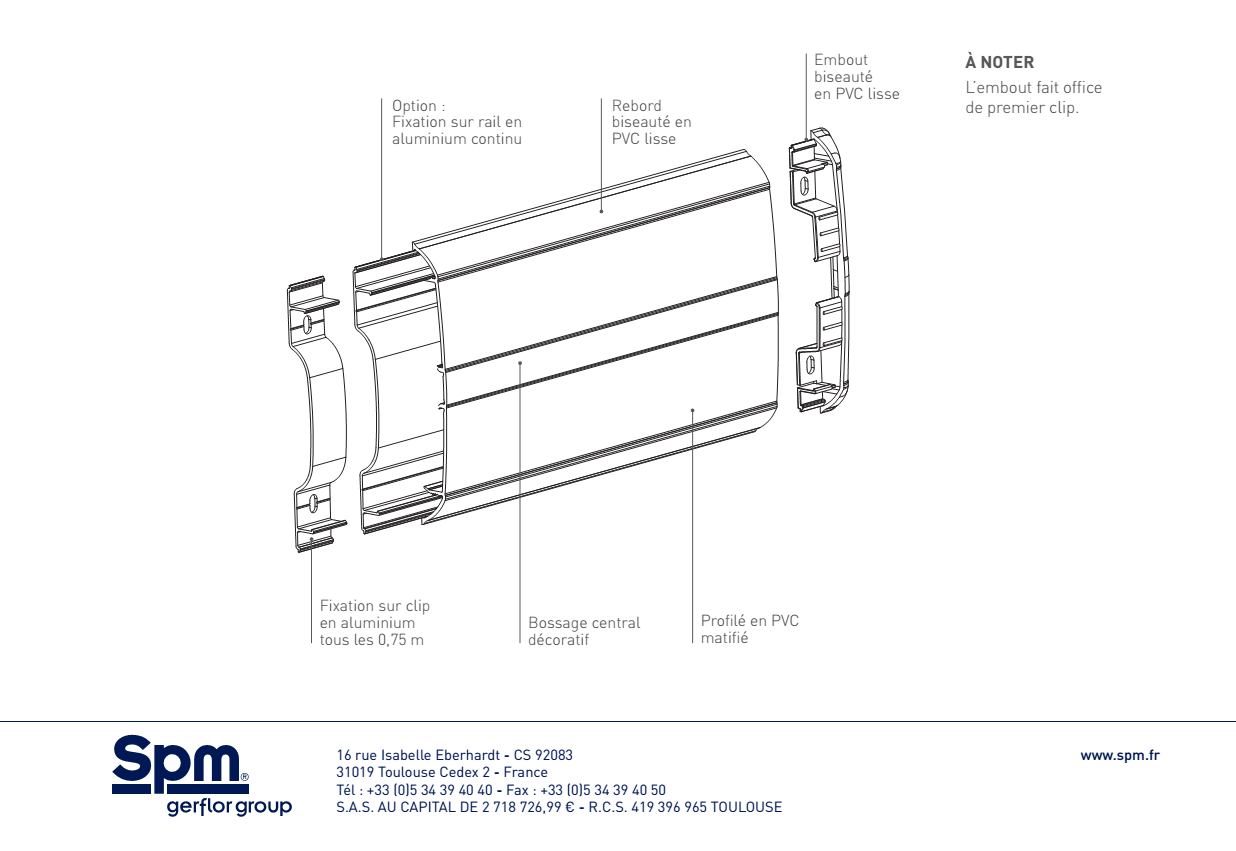 Embout
biseauté
en PVC lisse
À NOTER
L'embout fait office
de premier clip.
Option :
Fixation sur rail en
aluminium continu
Rebord
biseauté en
PVC lisse
Fixation sur clip
en aluminium
tous les 0,75 m
Bossage central
décoratif
Profilé en PVC
matifié
Spm®
gerflor group
16 rue Isabelle Eberhardt - CS 92083
31019 Toulouse Cedex 2 - France
Tél : +33 (0)5 34 39 40 40 - Fax : +33 (0)5 34 39 40 50
S.A.S. AU CAPITAL DE 2 718 726,99 € - R.C.S. 419 396 965 TOULOUSE
www.spm.fr